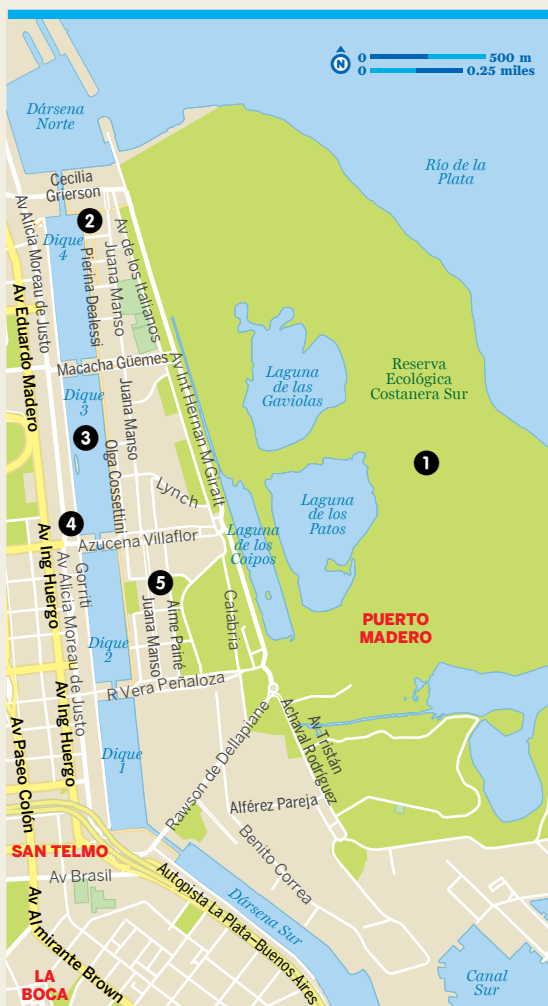 N
0 500 m
0 0.25 miles
Dársena
Norte
Río de la
Plata
Cecilia
Grierson
2
Dique
4
Av Alicia Moreau de Justo
Pierina Dealessi
Juana Manso
Av de los Italianos
Av Eduardo Madero
Macacha Güemes
Av Int Hernan M Giralt
Laguna
de las
Gaviolas
Reserva
Ecológica
Costanera Sur
Dique
3
3
Juana Manso
Olga Cossettini
1
Lynch
Laguna
de los
Patos
4
Azucena Villaflor
Laguna
de los
Coipos
Av Ing Huergo
Gorriti
Av Alicia Moreau de Justo
5
Aime Painé
Juana Manso
Calabria
PUERTO
MADERO
Dique
2
R Vera Peñaloza
Av Ing Huergo
Av Paseo Colón
Dique
1
Rawson de Dellapiane
Av Tristán
Achaval Rodríguez
Alférez Pareja
Benito Correa
SAN TELMO
Av Brasil
Autopista La Plata–Buenos Aires
Dársena Sur
Av Almirante Brown
LA
BOCA
Canal
Sur